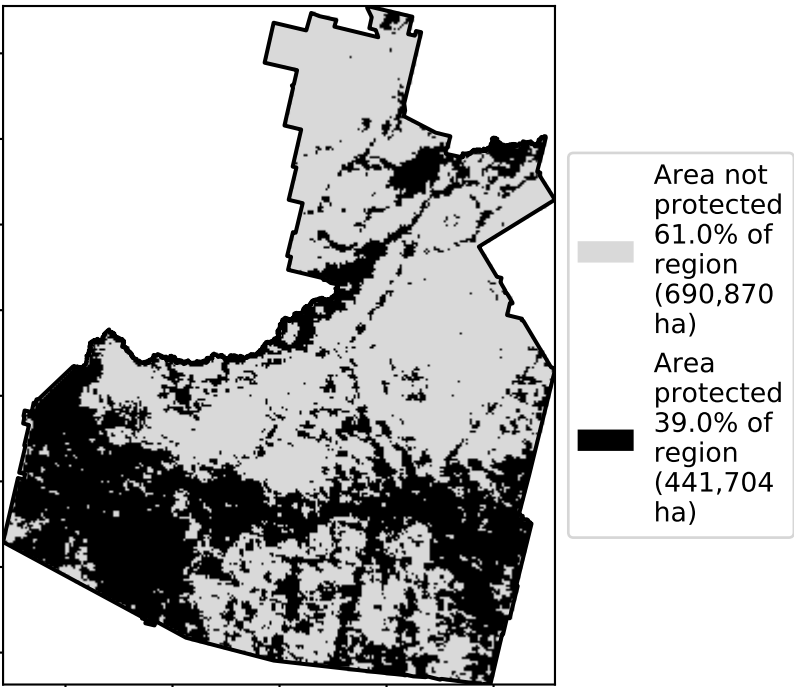 Area not
protected
61.0% of
region
(690,870
ha)
Area
protected
39.0% of
region
(441,704
ha)